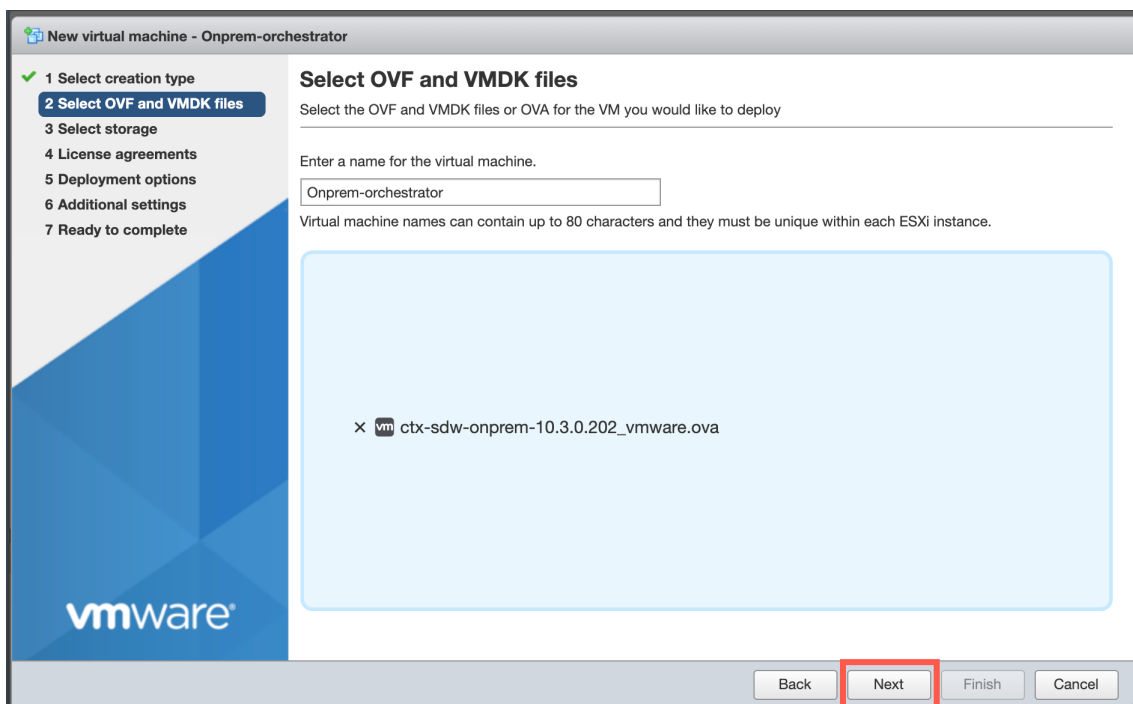 New virtual machine - Onprem-orchestrator
1 Select creation type
2 Select OVF and VMDK files
3 Select storage
4 License agreements
5 Deployment options
6 Additional settings
7 Ready to complete
vmware®
Select OVF and VMDK files
Select the OVF and VMDK files or OVA for the VM you would like to deploy
Enter a name for the virtual machine.
Onprem-orchestrator
Virtual machine names can contain up to 80 characters and they must be unique within each ESXi instance.
vm ctx-sdw-onprem-10.3.0.202_vmware.ova
Back Next Finish Cancel